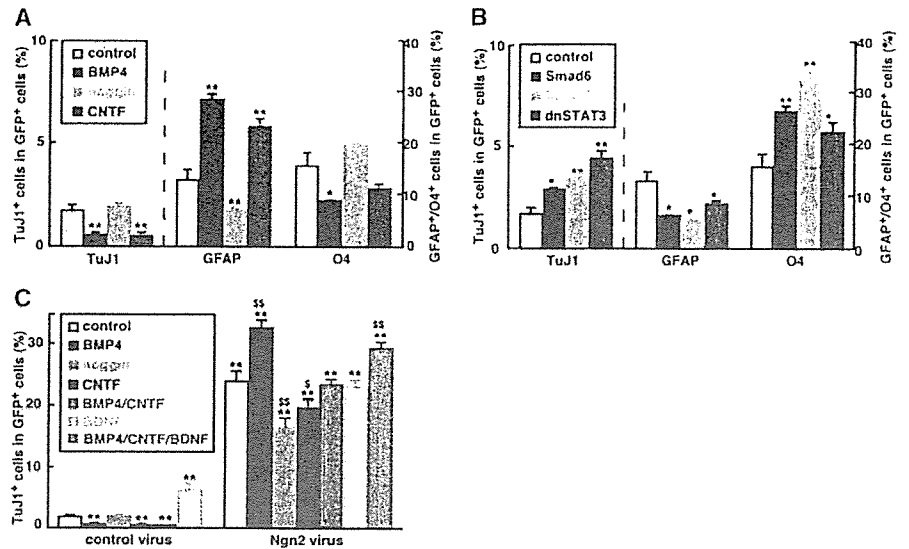 A
TuJ1⁺ cells in GFP⁺ cells (%)
10
5
0
control
BMP4
noggin
CNTF
**
**
**
**
**
*
TuJ1
GFAP
O4
40
30
20
10
0
GFAP⁺/O4⁺ cells in GFP⁺ cells (%)
B
TuJ1⁺ cells in GFP⁺ cells (%)
10
5
0
control
Smad6
dnSTAT3
*
**
**
*
*
*
**
**
*
TuJ1
GFAP
O4
40
30
20
10
0
GFAP⁺/O4⁺ cells in GFP⁺ cells (%)
C
TuJ1⁺ cells in GFP⁺ cells (%)
30
20
10
0
control
BMP4
noggin
CNTF
BMP4/CNTF
BDNF
BMP4/CNTF/BDNF
**
**
**
**
**
$$
**
$$
**
$
**
**
**
$$
**
control virus
Ngn2 virus